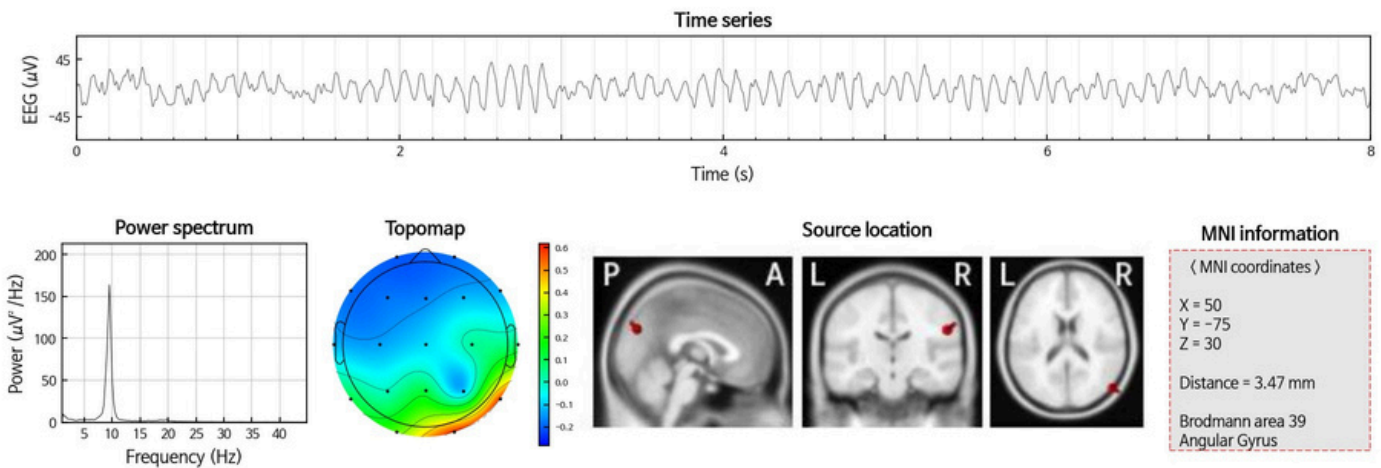 Time series
EEG (μV)
45
-45
0
2
4
6
8
Time (s)
Power spectrum
Power (μV²/Hz)
200
150
100
50
0
5
10
15
20
25
30
35
40
Frequency (Hz)
Topomap
0.6
0.5
0.4
0.3
0.2
0.1
0.0
-0.1
-0.2
Source location
P
A
L
R
L
R
MNI information
⟨ MNI coordinates ⟩
X = 50
Y = −75
Z = 30
Distance = 3.47 mm
Brodmann area 39
Angular Gyrus